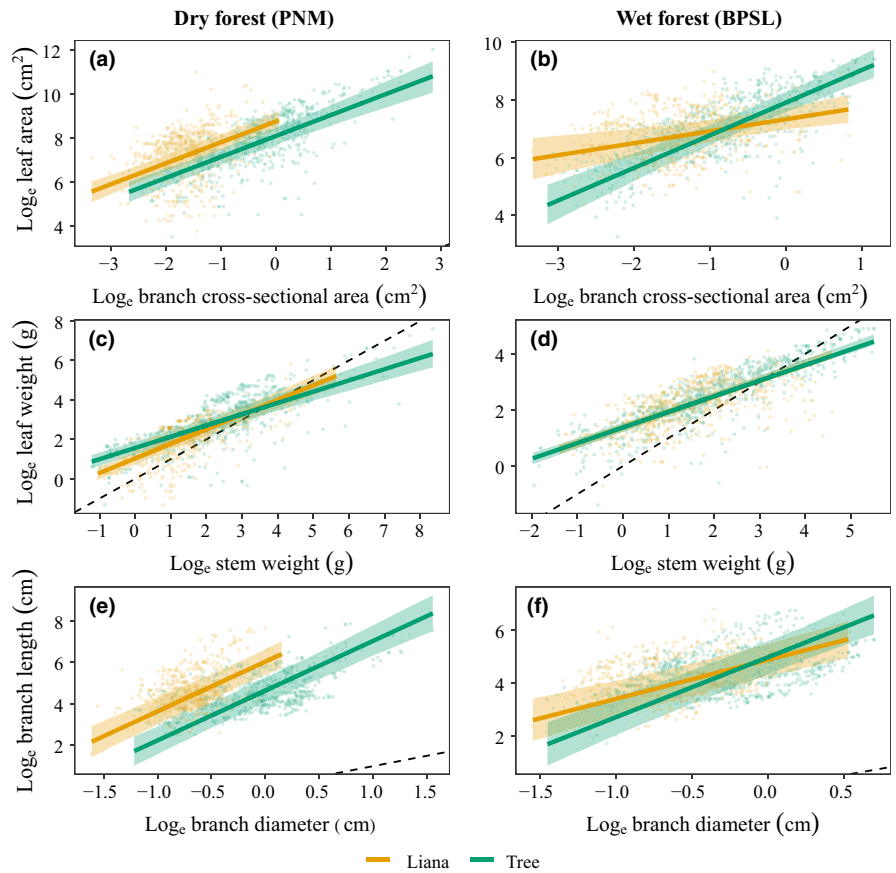 Dry forest (PNM)
Wet forest (BPSL)
(a)
Logₑ leaf area (cm²)
12
10
8
6
4
−3 −2 −1 0 1 2 3
Logₑ branch cross-sectional area (cm²)
(b)
10
8
6
4
−3 −2 −1 0 1
Logₑ branch cross-sectional area (cm²)
(c)
Logₑ leaf weight (g)
8
6
4
2
0
−1 0 1 2 3 4 5 6 7 8
Logₑ stem weight (g)
(d)
4
2
0
−2 −1 0 1 2 3 4 5
Logₑ stem weight (g)
(e)
Logₑ branch length (cm)
8
6
4
2
−1.5 −1.0 −0.5 0.0 0.5 1.0 1.5
Logₑ branch diameter (cm)
(f)
6
4
2
−1.5 −1.0 −0.5 0.0 0.5
Logₑ branch diameter (cm)
Liana Tree